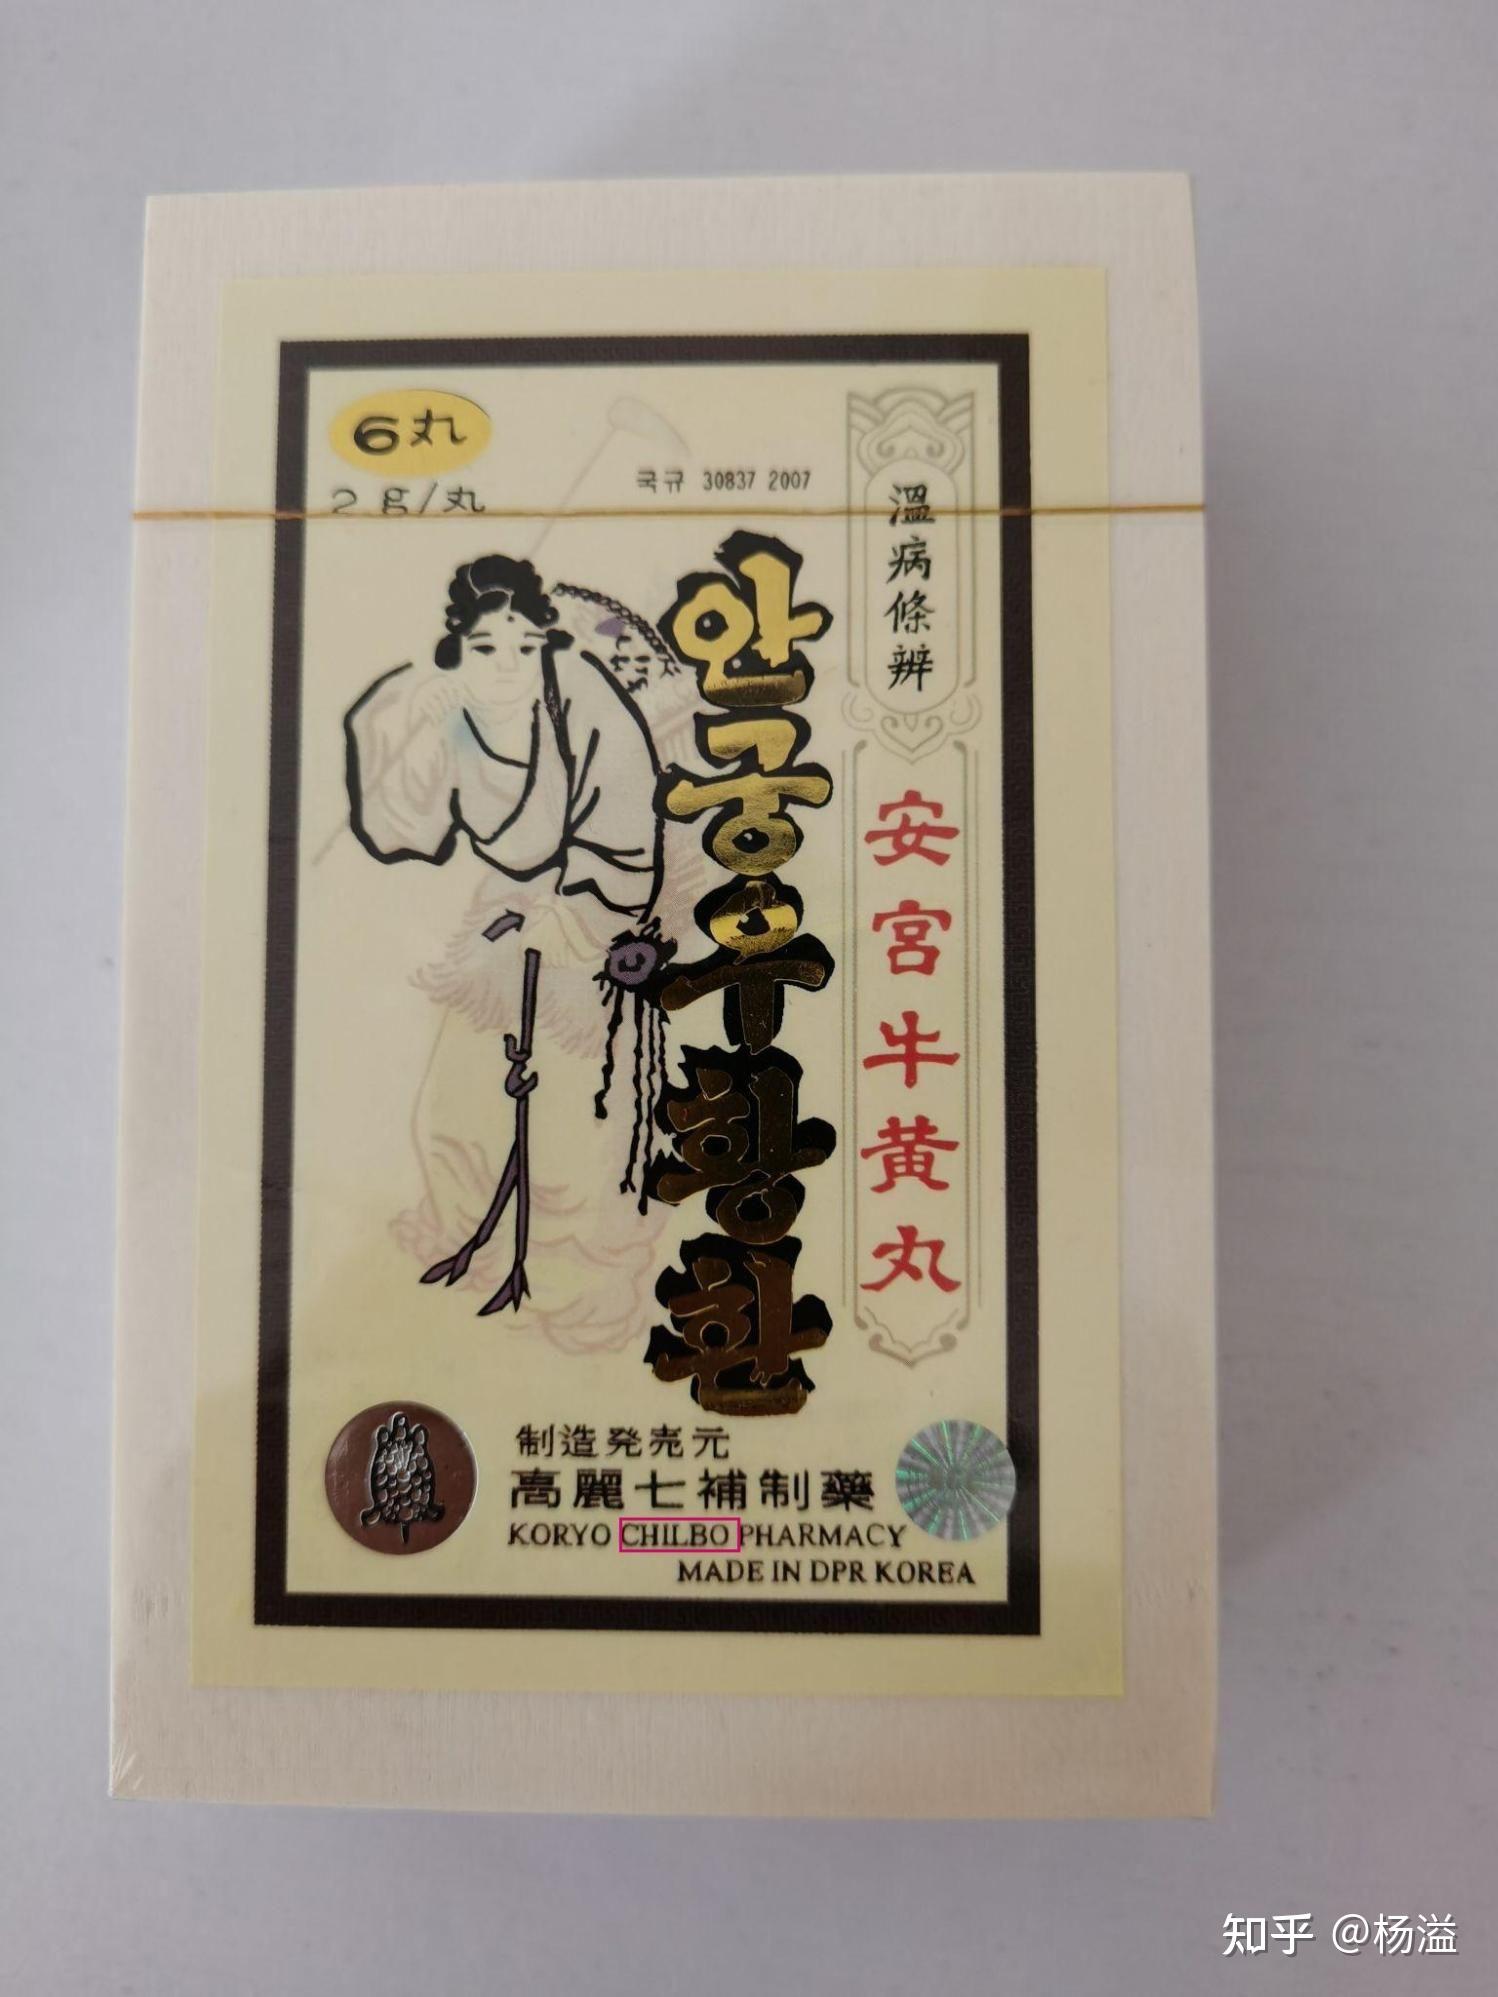 6丸
2g/丸
국규 30837 2007
温病條辨
안궁우황환
安宮牛黄丸
制造発売元
高麗七補制藥
KORYO CHILBO PHARMACY
MADE IN DPR KOREA
知乎 @杨溢